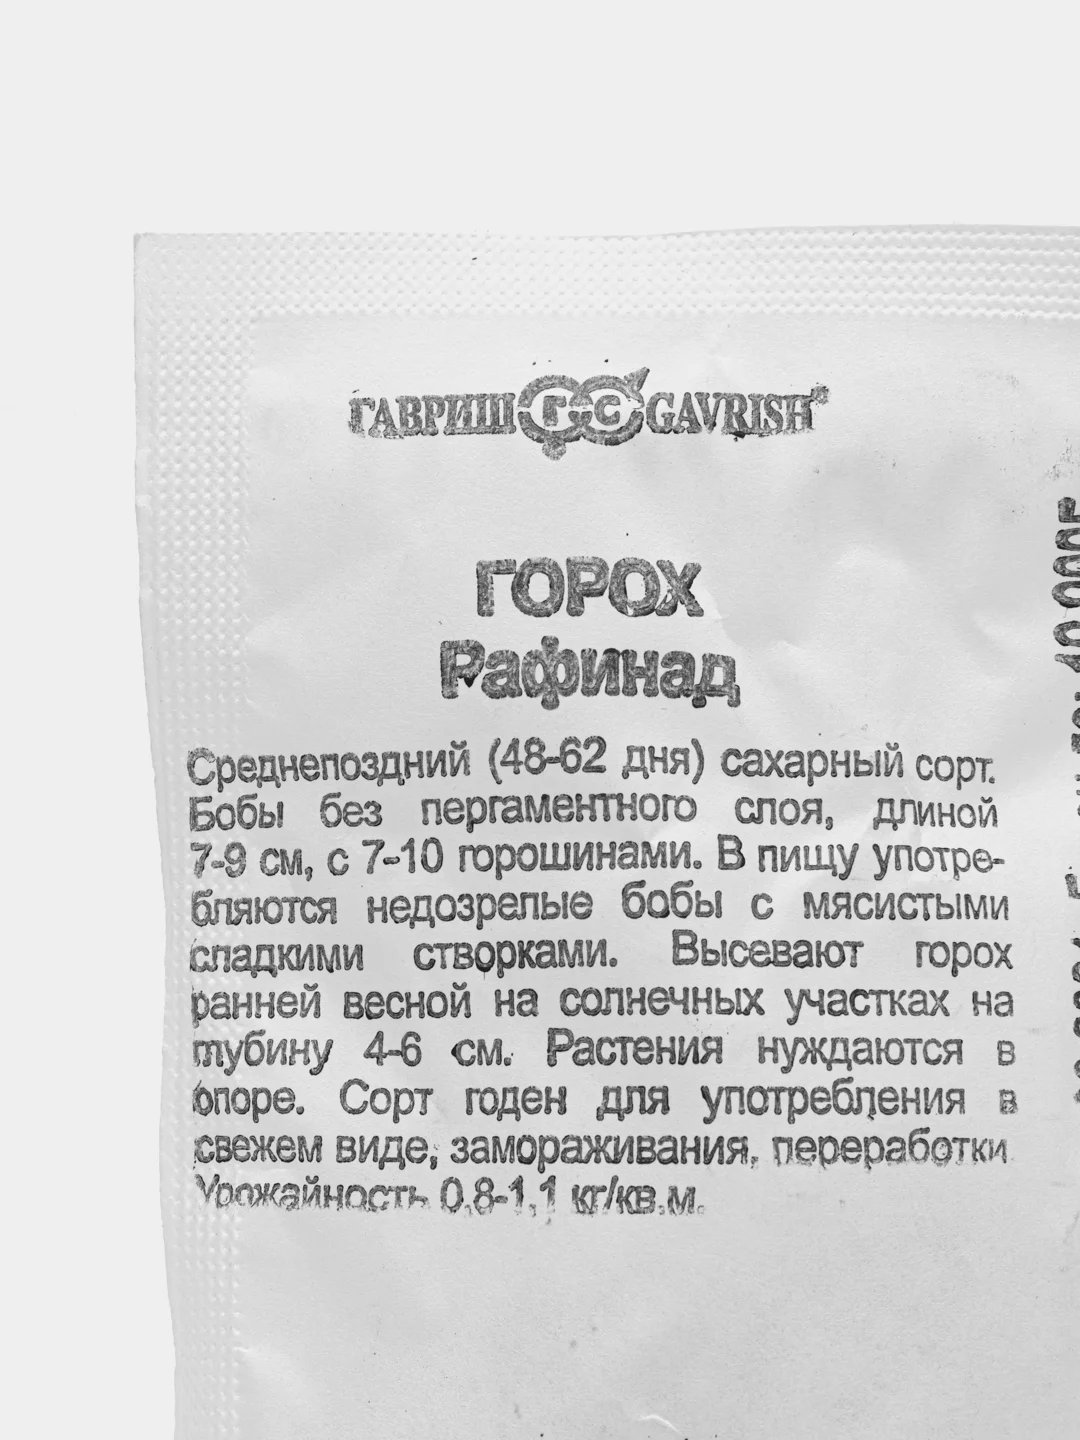 ГАВРИШ ГС GAVRISH®
ГОРОХ
Рафинад
Среднепоздний (48-62 дня) сахарный сорт.
Бобы без пергаментного слоя, длиной
7-9 см, с 7-10 горошинами. В пищу употре-
бляются недозрелые бобы с мясистыми
сладкими створками. Высевают горох
ранней весной на солнечных участках на
глубину 4-6 см. Растения нуждаются в
опоре. Сорт годен для употребления в
свежем виде, замораживания, переработки
Урожайность 0,8-1,1 кг/кв.м.